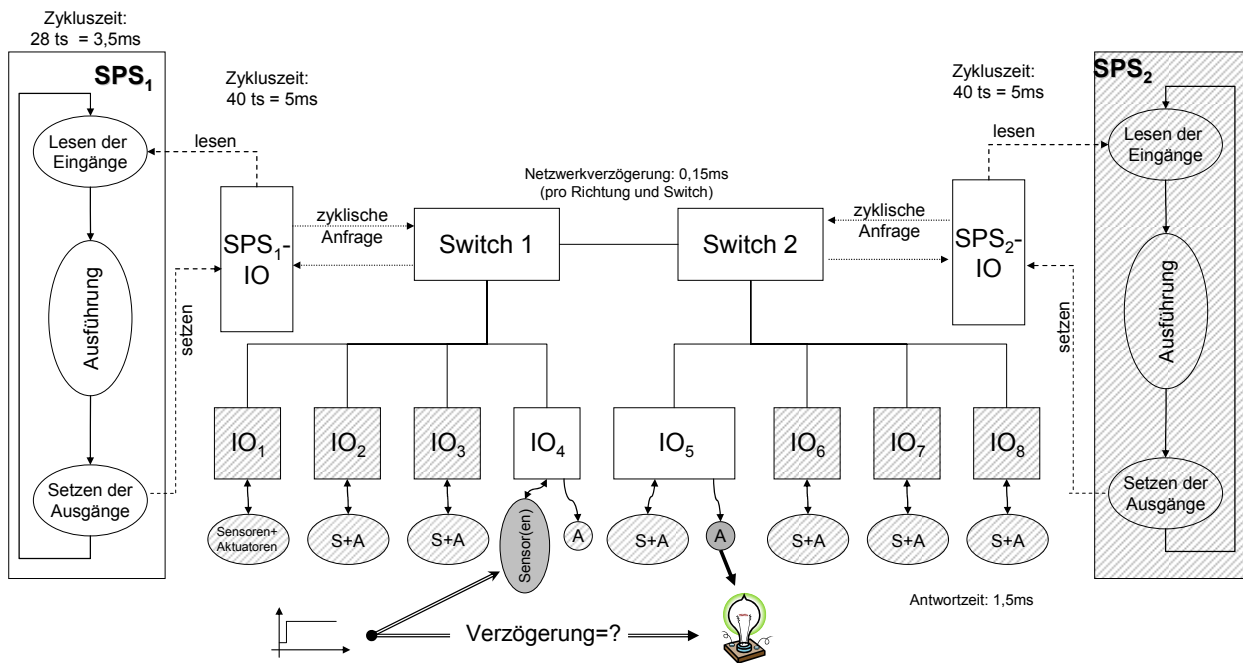 Zykluszeit:
28 ts = 3,5ms
SPS₁
Lesen der
Eingänge
Ausführung
Setzen der
Ausgänge
lesen
setzen
Zykluszeit:
40 ts = 5ms
SPS₁-
IO
zyklische
Anfrage
Switch 1
Netzwerkverzögerung: 0,15ms
(pro Richtung und Switch)
Switch 2
zyklische
Anfrage
Zykluszeit:
40 ts = 5ms
SPS₂-
IO
lesen
setzen
SPS₂
Lesen der
Eingänge
Ausführung
Setzen der
Ausgänge
IO₁
IO₂
IO₃
IO₄
IO₅
IO₆
IO₇
IO₈
Sensoren+
Aktuatoren
S+A
S+A
Sensor(en)
A
S+A
A
S+A
S+A
S+A
Antwortzeit: 1,5ms
Verzögerung=?